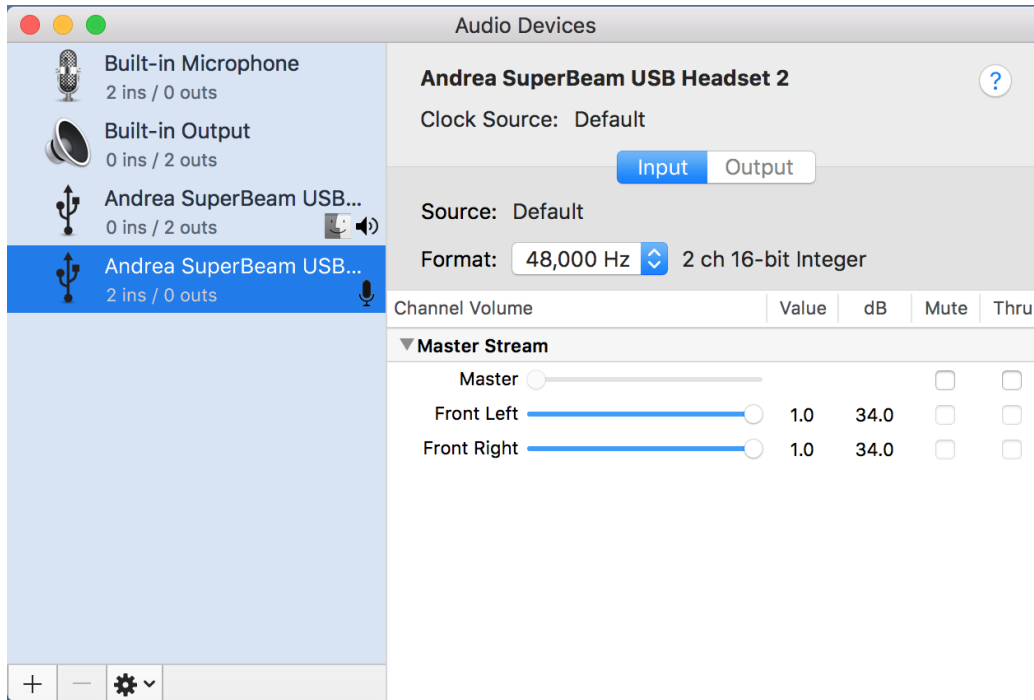 Audio Devices
Built-in Microphone
2 ins / 0 outs
Built-in Output
0 ins / 2 outs
Andrea SuperBeam USB...
0 ins / 2 outs
Andrea SuperBeam USB...
2 ins / 0 outs
Andrea SuperBeam USB Headset 2
?
Clock Source: Default
Input Output
Source: Default
Format: 48,000 Hz 2 ch 16-bit Integer
Channel Volume Value dB Mute Thru
Master Stream
Master
Front Left 1.0 34.0
Front Right 1.0 34.0